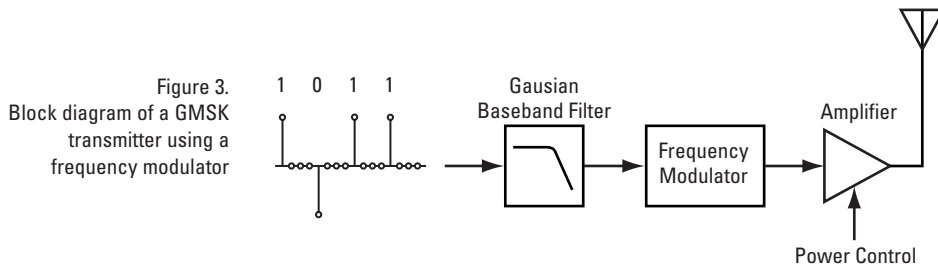 Figure 3.
Block diagram of a GMSK
transmitter using a
frequency modulator
1 0 1 1
Gausian
Baseband Filter
Frequency
Modulator
Amplifier
Power Control